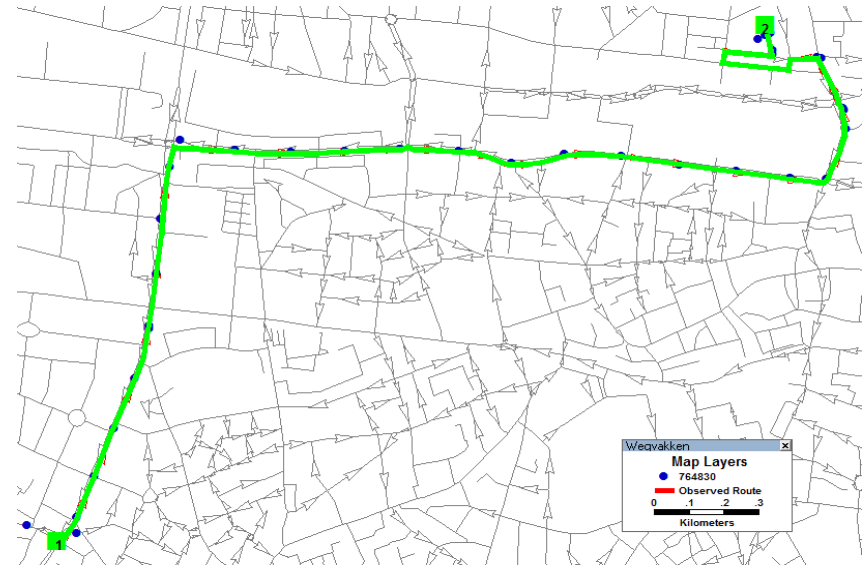 2
Wegvakken
Map Layers
764830
Observed Route
0 .1 .2 .3
Kilometers
1